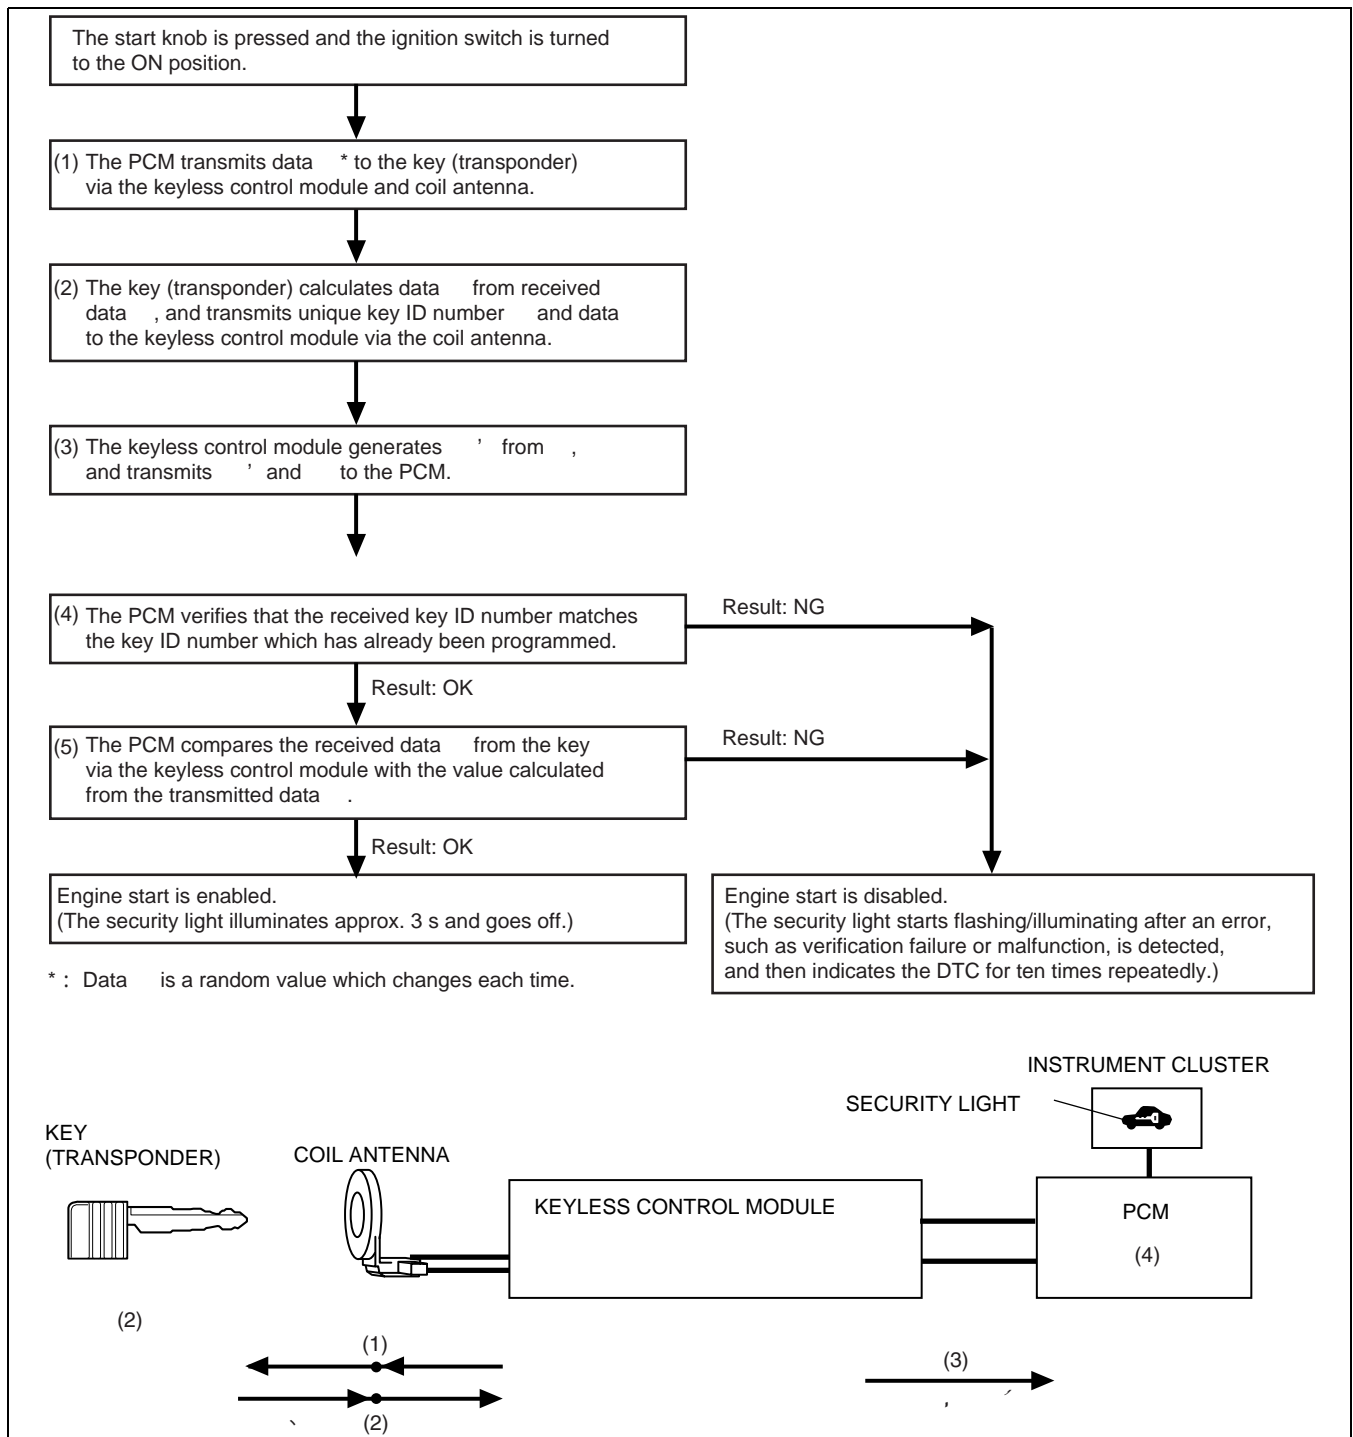 The start knob is pressed and the ignition switch is turned
to the ON position.
(1) The PCM transmits data * to the key (transponder)
via the keyless control module and coil antenna.
(2) The key (transponder) calculates data from received
data , and transmits unique key ID number and data
to the keyless control module via the coil antenna.
(3) The keyless control module generates ' from ,
and transmits ' and to the PCM.
(4) The PCM verifies that the received key ID number matches
the key ID number which has already been programmed.
Result: NG
Result: OK
(5) The PCM compares the received data from the key
via the keyless control module with the value calculated
from the transmitted data .
Result: NG
Result: OK
Engine start is enabled.
(The security light illuminates approx. 3 s and goes off.)
Engine start is disabled.
(The security light starts flashing/illuminating after an error,
such as verification failure or malfunction, is detected,
and then indicates the DTC for ten times repeatedly.)
* : Data is a random value which changes each time.
INSTRUMENT CLUSTER
SECURITY LIGHT
KEY
(TRANSPONDER)
COIL ANTENNA
KEYLESS CONTROL MODULE
PCM
(4)
(2)
(1)
(3)
(2)